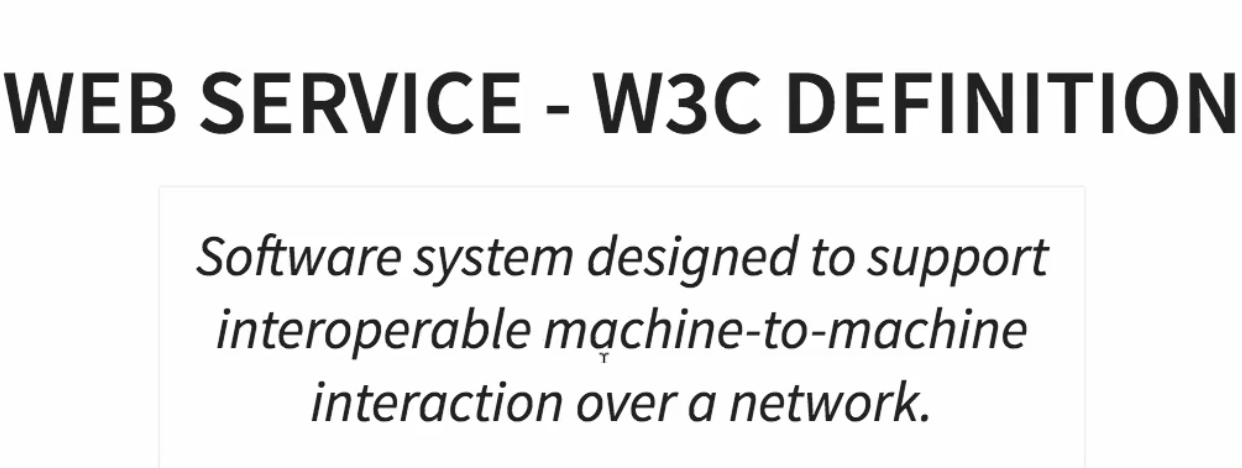 WEB SERVICE - W3C DEFINITION
Software system designed to support
interoperable machine-to-machine
interaction over a network.